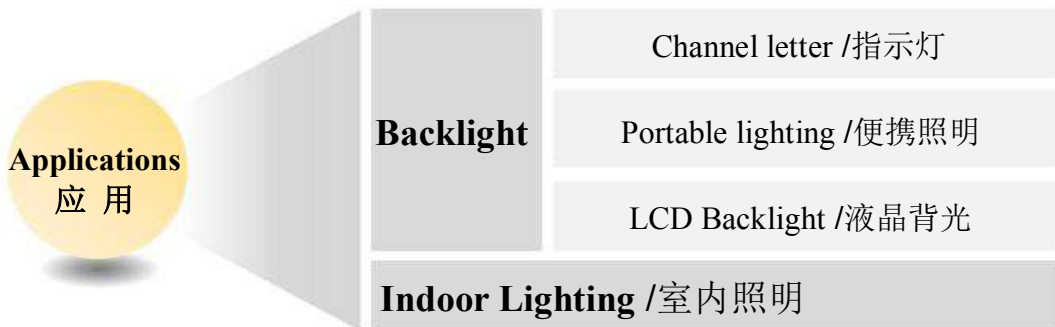 Applications
应 用
Backlight
Channel letter /指示灯
Portable lighting /便携照明
LCD Backlight /液晶背光
Indoor Lighting /室内照明